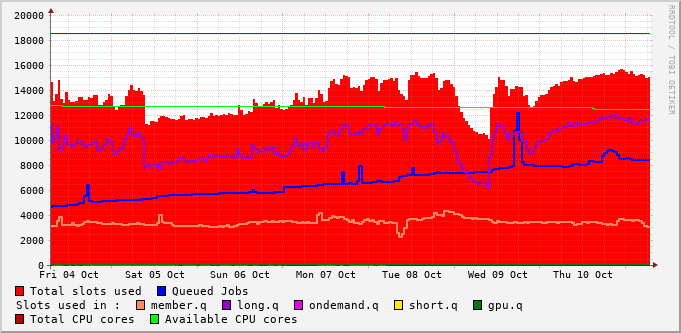 20000
18000
16000
14000
12000
10000
8000
6000
4000
2000
0
Fri 04 Oct Sat 05 Oct Sun 06 Oct Mon 07 Oct Tue 08 Oct Wed 09 Oct Thu 10 Oct
RRDTOOL / TOBI OETIKER
Total slots used Queued Jobs
Slots used in : member.q long.q ondemand.q short.q gpu.q
Total CPU cores Available CPU cores